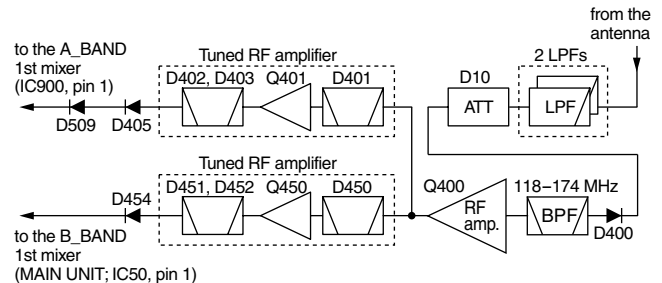 from the
antenna
to the A_BAND
1st mixer
(IC900, pin 1)
Tuned RF amplifier
D402, D403
Q401
D401
D509
D405
2 LPFs
D10
ATT
LPF
Tuned RF amplifier
D454
D451, D452
Q450
D450
Q400
RF
amp.
118–174 MHz
BPF
D400
to the B_BAND
1st mixer
(MAIN UNIT; IC50, pin 1)